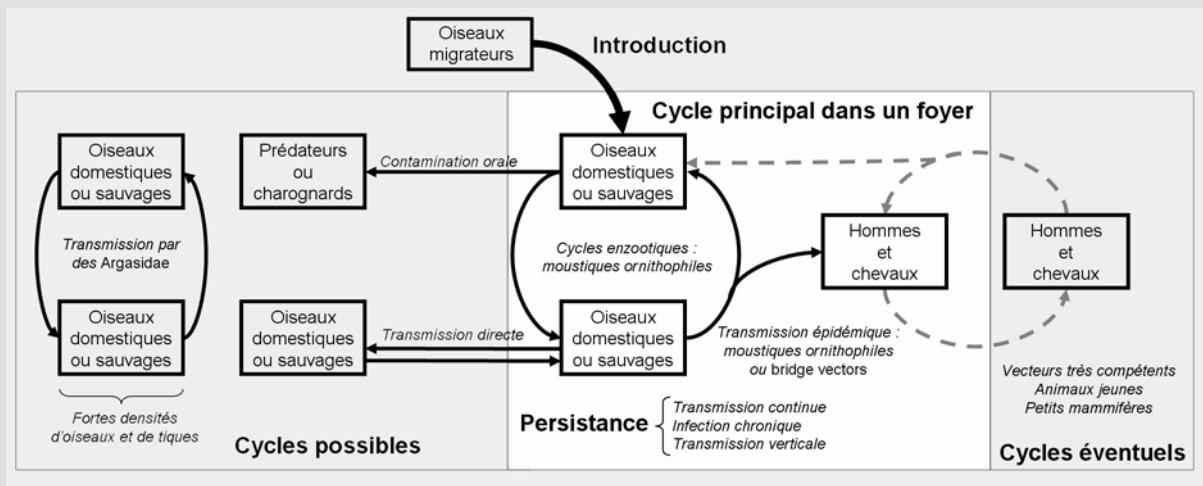 Oiseaux
migrateurs
Introduction
Cycle principal dans un foyer
Oiseaux
domestiques
ou sauvages
Prédateurs
ou
charognards
Contamination orale
Oiseaux
domestiques
ou sauvages
Transmission par
des Argasidae
Cycles enzootiques :
moustiques ornithophiles
Hommes
et
chevaux
Hommes
et
chevaux
Oiseaux
domestiques
ou sauvages
Oiseaux
domestiques
ou sauvages
Transmission directe
Oiseaux
domestiques
ou sauvages
Transmission épidémique :
moustiques ornithophiles
ou bridge vectors
Vecteurs très compétents
Animaux jeunes
Petits mammifères
Fortes densités
d'oiseaux et de tiques
Cycles possibles
Persistance
Transmission continue
Infection chronique
Transmission verticale
Cycles éventuels